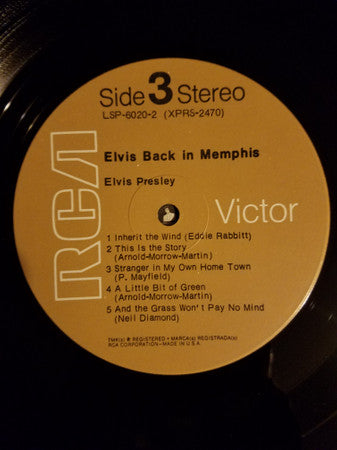 Side 3 Stereo
LSP-6020-2 (XPRS-2470)
Elvis Back in Memphis
Elvis Presley
RCA
Victor
1 Inherit the Wind (Eddie Rabbitt)
2 This Is the Story
(Arnold-Morrow-Martin)
3 Stranger in My Own Home Town
(P. Mayfield)
4 A Little Bit of Green
(Arnold-Morrow-Martin)
5 And the Grass Won't Pay No Mind
(Neil Diamond)
TMK(s) ® REGISTERED • MARCA(s) REGISTRADA(s)
RCA CORPORATION-MADE IN U.S.A.